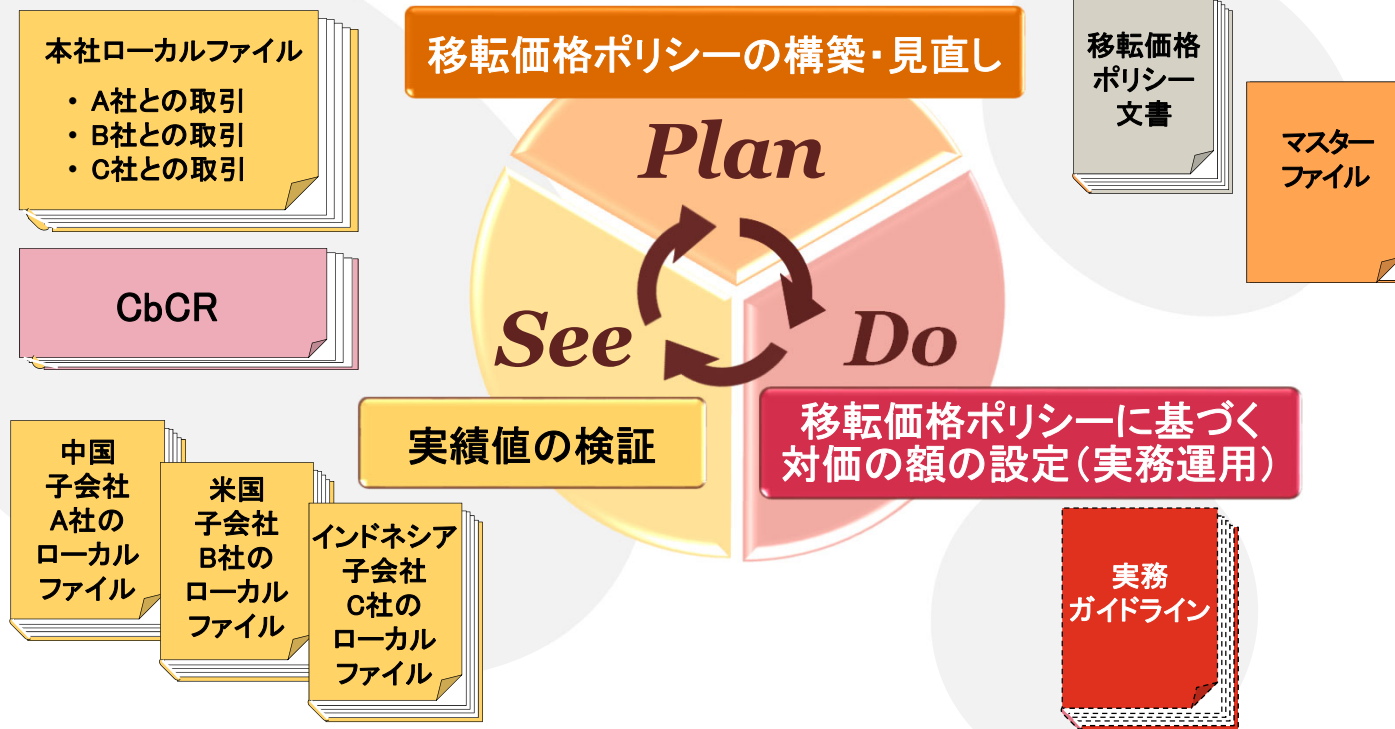 本社ローカルファイル
・ A社との取引
・ B社との取引
・ C社との取引
CbCR
移転価格ポリシーの構築・見直し
Plan
See
Do
実績値の検証
移転価格ポリシーに基づく
対価の額の設定（実務運用）
移転価格
ポリシー
文書
マスター
ファイル
中国
子会社
A社の
ローカル
ファイル
米国
子会社
B社の
ローカル
ファイル
インドネシア
子会社
C社の
ローカル
ファイル
実務
ガイドライン